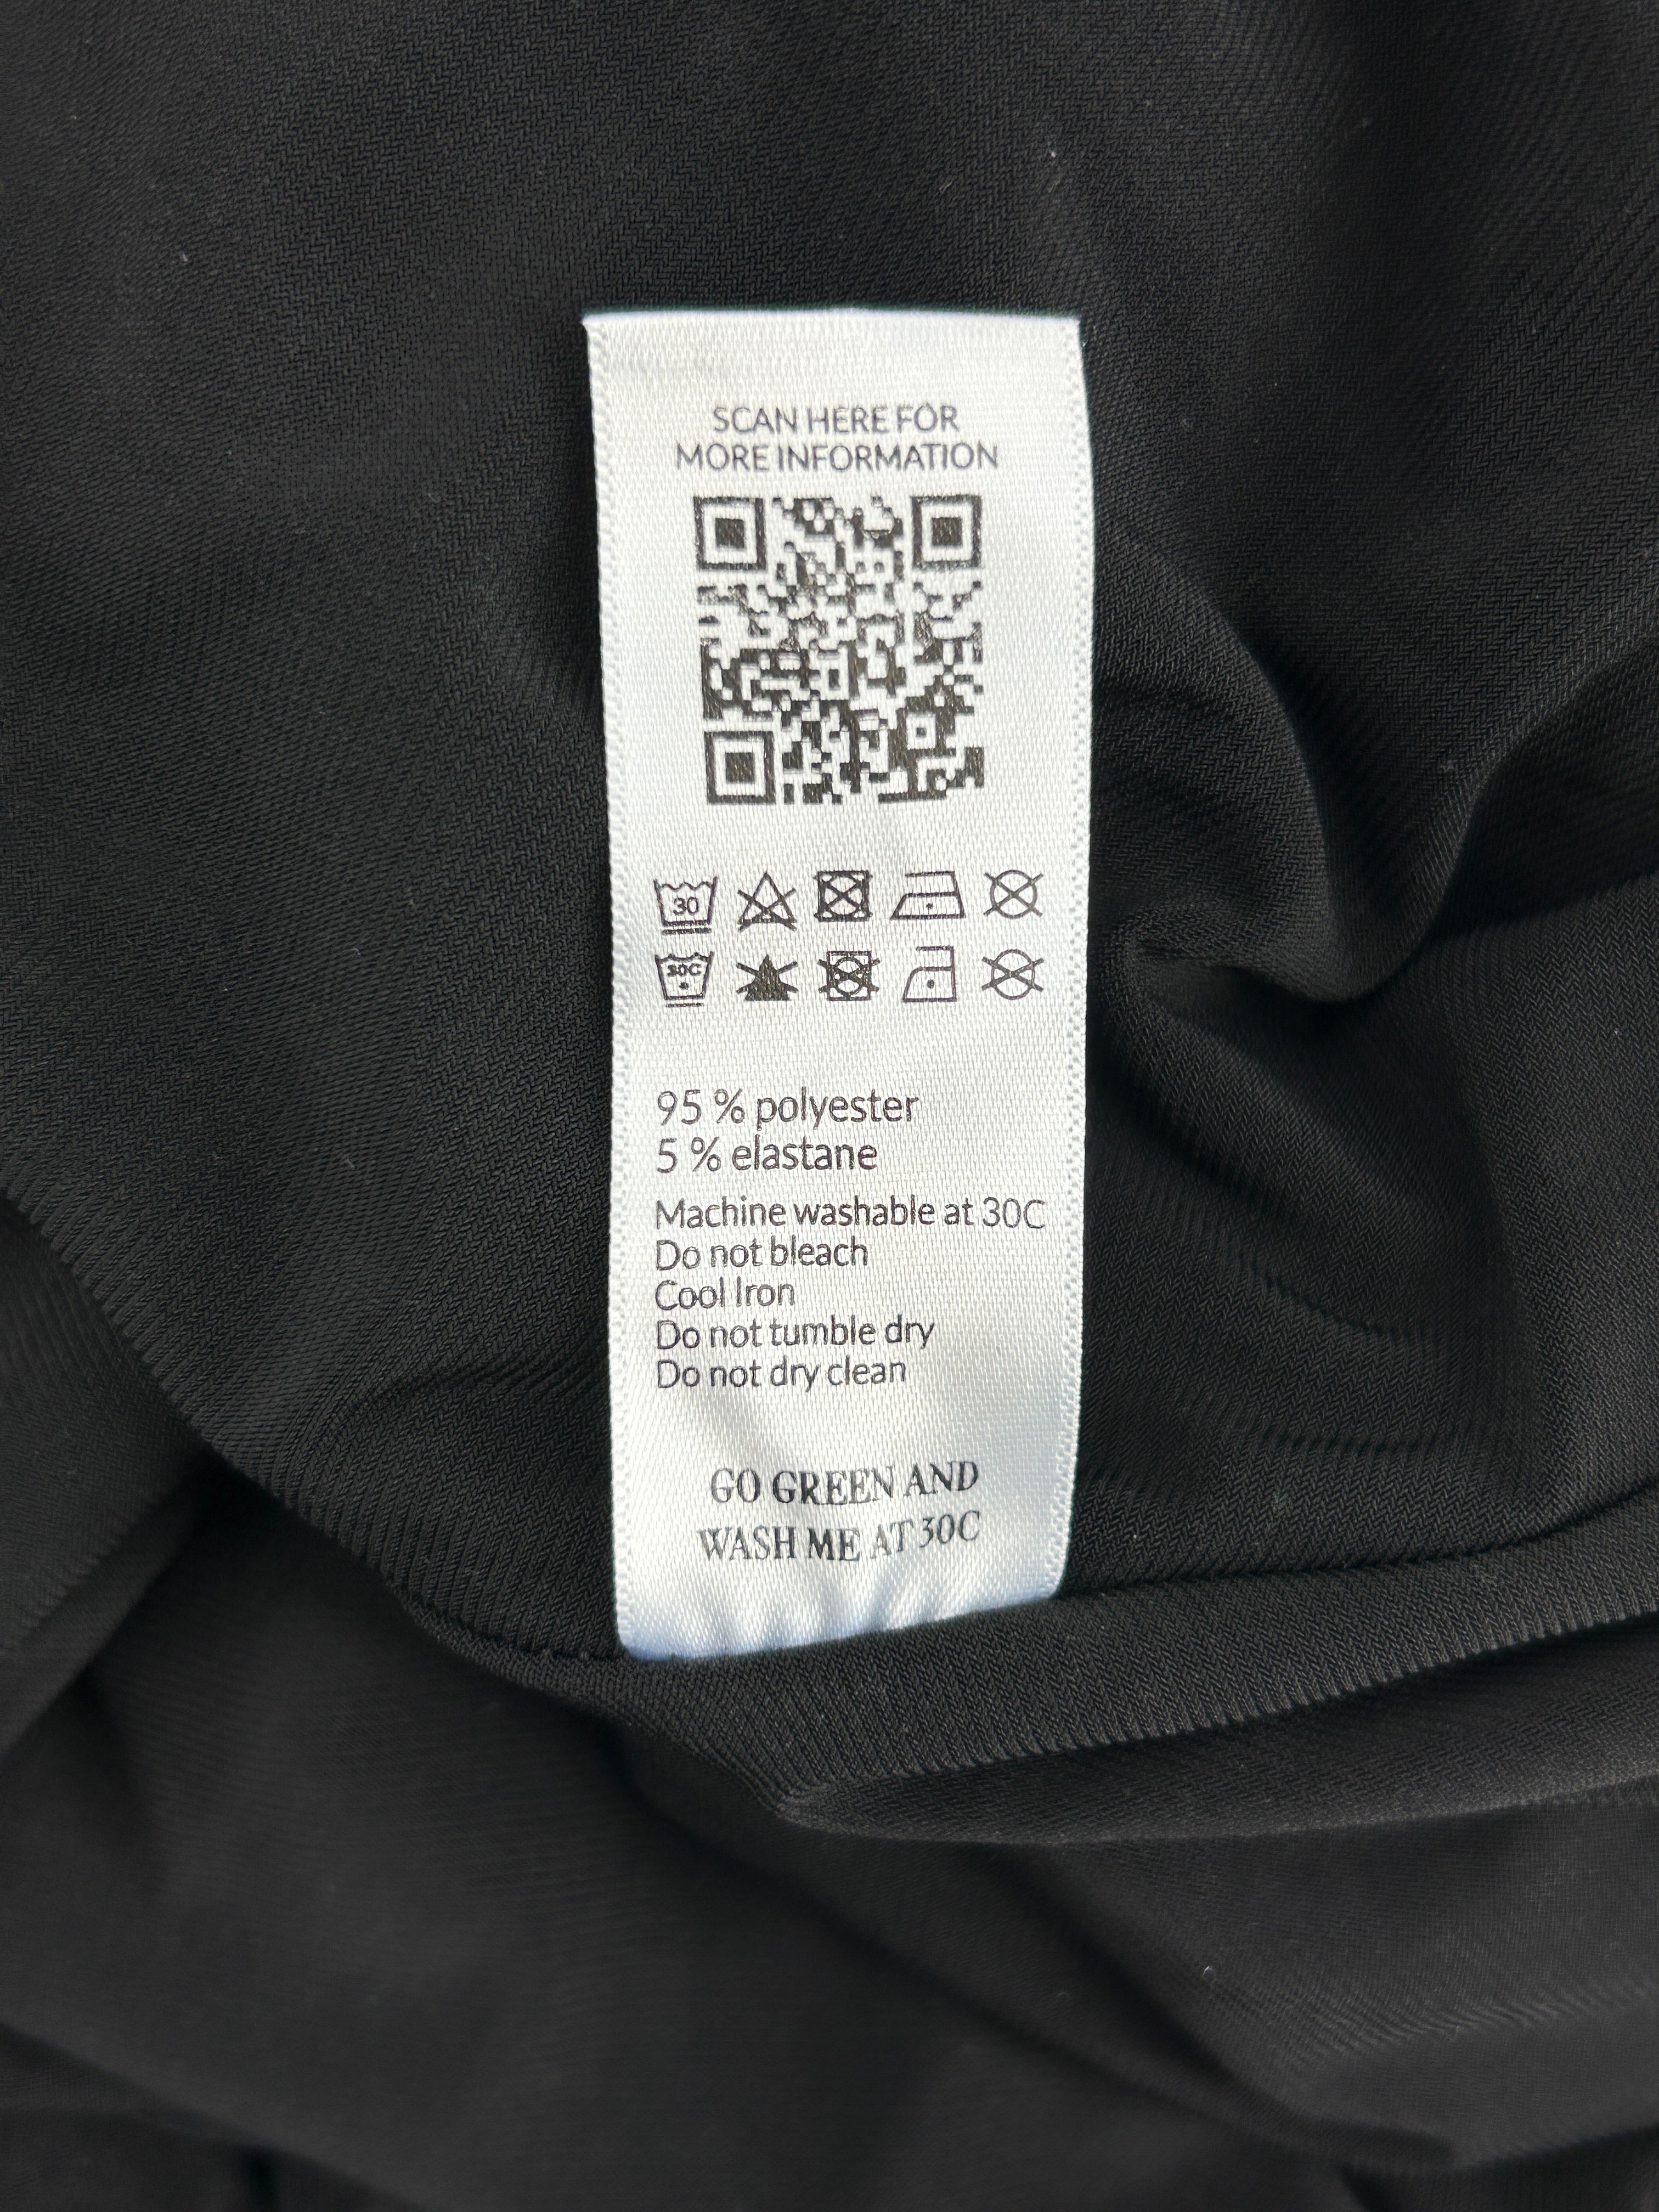 SCAN HERE FOR
MORE INFORMATION
30
30C
95 % polyester
5 % elastane
Machine washable at 30C
Do not bleach
Cool Iron
Do not tumble dry
Do not dry clean
GO GREEN AND
WASH ME AT 30C